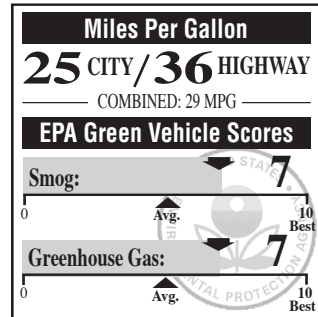 Miles Per Gallon
25 CITY/36 HIGHWAY
COMBINED: 29 MPG
EPA Green Vehicle Scores
Smog: 7
0 Avg. 10
Best
Greenhouse Gas: 7
0 Avg. 10
Best